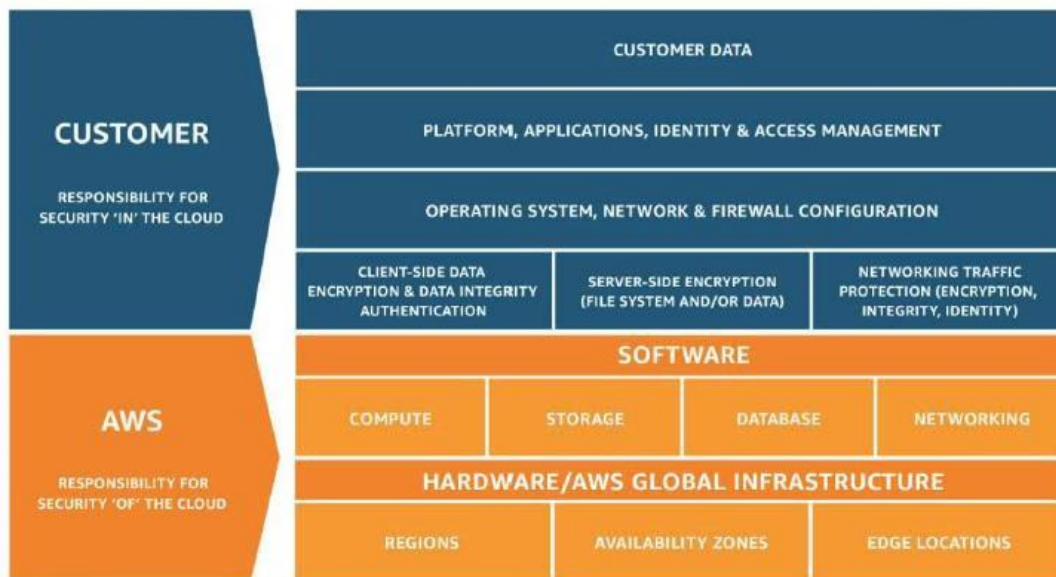 CUSTOMER
RESPONSIBILITY FOR
SECURITY ‘IN’ THE CLOUD
CUSTOMER DATA
PLATFORM, APPLICATIONS, IDENTITY & ACCESS MANAGEMENT
OPERATING SYSTEM, NETWORK & FIREWALL CONFIGURATION
CLIENT-SIDE DATA
ENCRYPTION & DATA INTEGRITY
AUTHENTICATION
SERVER-SIDE ENCRYPTION
(FILE SYSTEM AND/OR DATA)
NETWORKING TRAFFIC
PROTECTION (ENCRYPTION,
INTEGRITY, IDENTITY)
AWS
RESPONSIBILITY FOR
SECURITY ‘OF’ THE CLOUD
SOFTWARE
COMPUTE
STORAGE
DATABASE
NETWORKING
HARDWARE/AWS GLOBAL INFRASTRUCTURE
REGIONS
AVAILABILITY ZONES
EDGE LOCATIONS